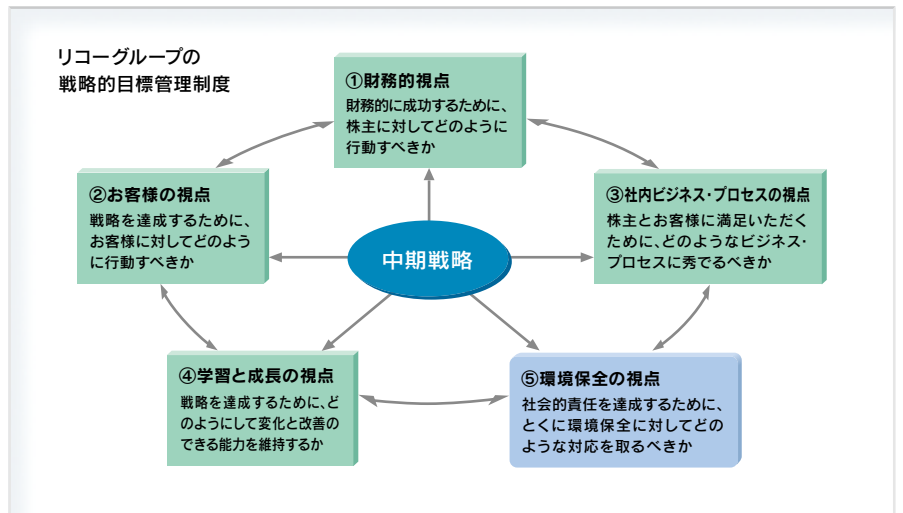 リコーグループの
戦略的目標管理制度
①財務的視点
財務的に成功するために、
株主に対してどのように
行動すべきか
②お客様の視点
戦略を達成するために、
お客様に対してどのよう
に行動すべきか
③社内ビジネス・プロセスの視点
株主とお客様に満足いただく
ために、どのようなビジネス・
プロセスに秀でるべきか
中期戦略
④学習と成長の視点
戦略を達成するために、ど
のようにして変化と改善の
できる能力を維持するか
⑤環境保全の視点
社会的責任を達成するために、
とくに環境保全に対してどの
ような対応を取るべきか